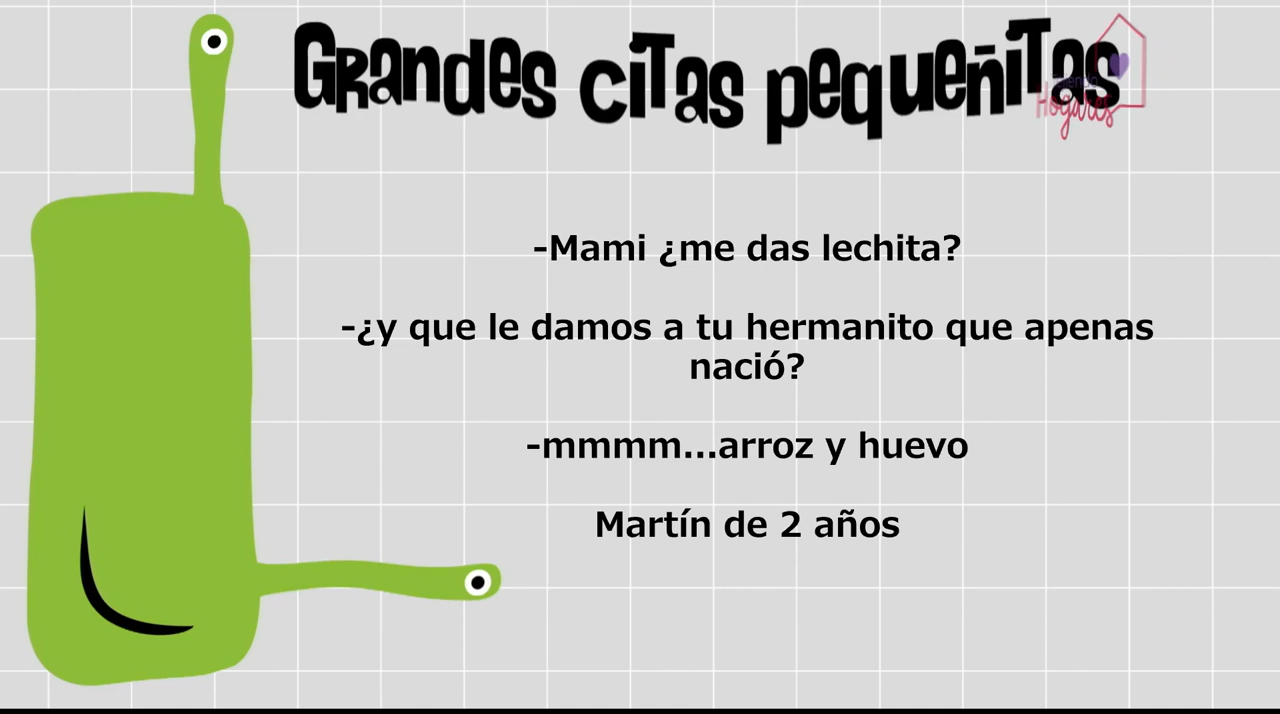 Grandes citas pequeñitas
Hogares
-Mami ¿me das lechita?
-¿y que le damos a tu hermanito que apenas
nació?
-mmmm...arroz y huevo
Martín de 2 años